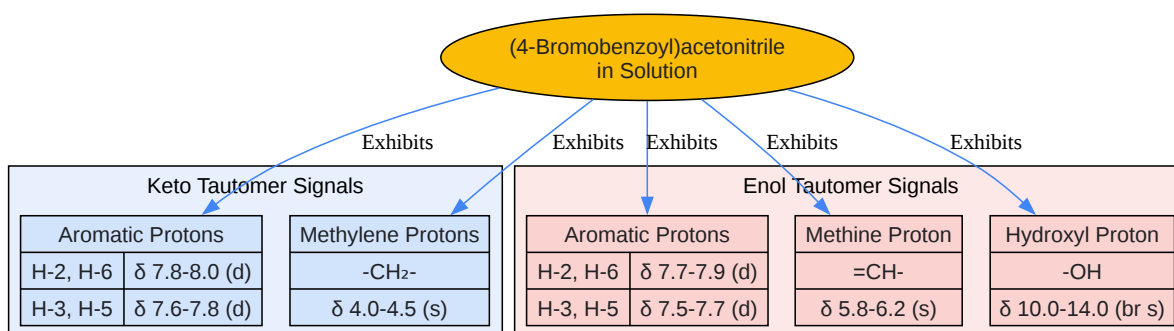 (4-Bromobenzoyl)acetonitrile
in Solution
Exhibits Exhibits Exhibits Exhibits Exhibits
Keto Tautomer Signals
Aromatic Protons
H-2, H-6 δ 7.8-8.0 (d)
H-3, H-5 δ 7.6-7.8 (d)
Methylene Protons
-CH₂-
δ 4.0-4.5 (s)
Enol Tautomer Signals
Aromatic Protons
H-2, H-6 δ 7.7-7.9 (d)
H-3, H-5 δ 7.5-7.7 (d)
Methine Proton
=CH-
δ 5.8-6.2 (s)
Hydroxyl Proton
-OH
δ 10.0-14.0 (br s)